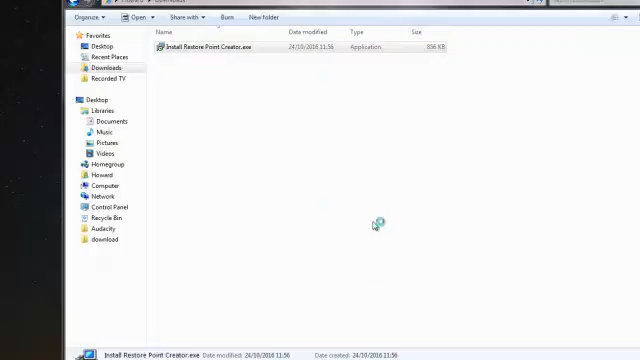 Organize Open Share with Burn New folder
Name Date modified Type Size
Install Restore Point Creator.exe 24/10/2016 11:56 Application 856 KB
Favorites
Desktop
Recent Places
Downloads
Recorded TV
Desktop
Libraries
Documents
Music
Pictures
Videos
Homegroup
Howard
Computer
Network
Control Panel
Recycle Bin
Audacity
download
Install Restore Point Creator.exe Date modified: 24/10/2016 11:56 Date created: 24/10/2016 11:56